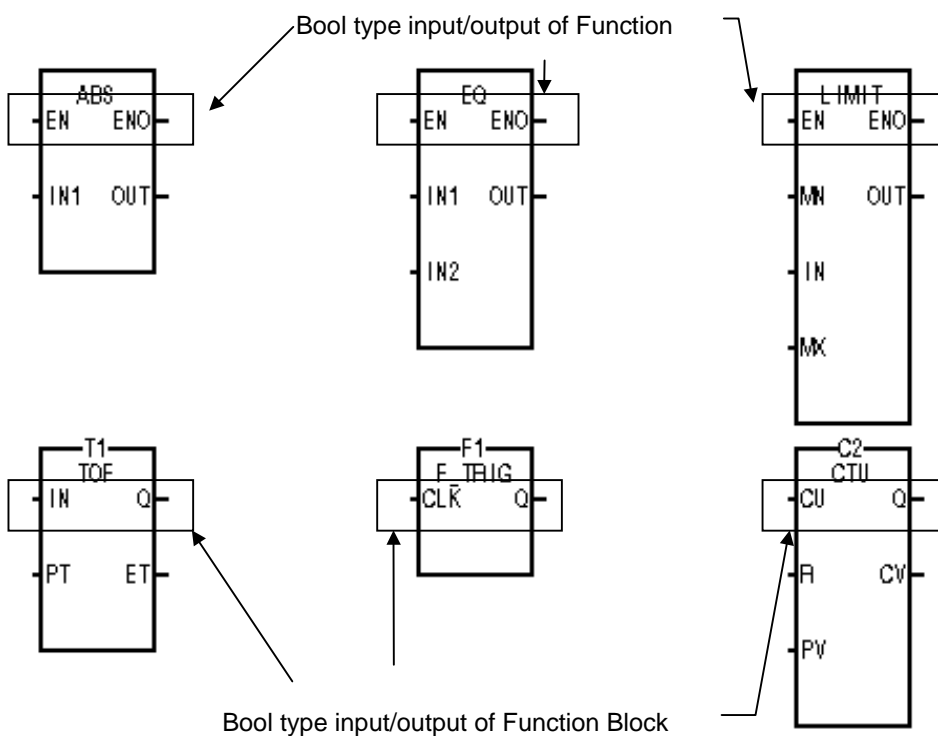 Bool type input/output of Function
ABS
EN ENO
IN1 OUT
EQ
EN ENO
IN1 OUT
IN2
LIMIT
EN ENO
MN OUT
IN
MX
T1
TOF
IN Q
PT ET
F1
F_TRIG
CLK Q
C2
CTU
CU Q
R CV
PV
Bool type input/output of Function Block